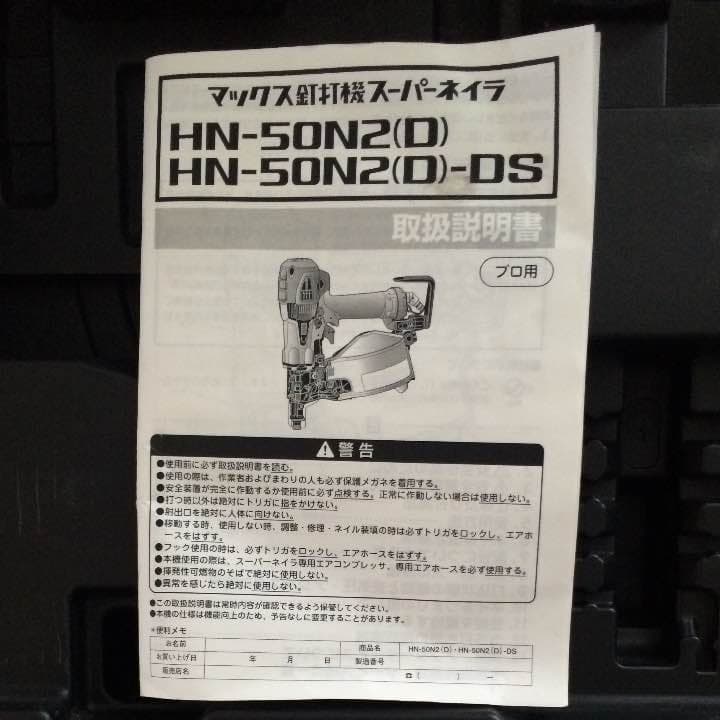 マックス釘打機スーパーネイラ
HN-50N2(D)
HN-50N2(D)-DS
取扱説明書
プロ用
警告
●使用前に必ず取扱説明書を読む。
●使用の際は、作業者およびまわりの人も必ず保護メガネを着用する。
●安全装置が完全に作動するか使用前に必ず点検する。正常に作動しない場合は使用しない。
●打つ時以外は絶対にトリガに指をかけない。
●射出口を絶対に人体に向けない。
●移動する時、使用しない時、調整・修理・ネイル装填の時は必ずトリガをロックし、エアホ
ースをはずす。
●フック使用の時は、必ずトリガをロックし、エアホースをはずす。
●本機使用の際は、スーパーネイラ専用エアコンプレッサ、専用エアホースを必ず使用する。
●揮発性可燃物のそばで絶対に使用しない。
●異常を感じたら絶対に使用しない。
●この取扱説明書は常時内容が確認できるよう保管してください。
●本機の仕様は機能向上のため、予告なしに変更することがあります。
*便利メモ
お名前 商品名 HN-50N2(D)・HN-50N2(D)-DS
お買い上げ日 年 月 日 製造番号
販売店名 ☎ ( ) ー